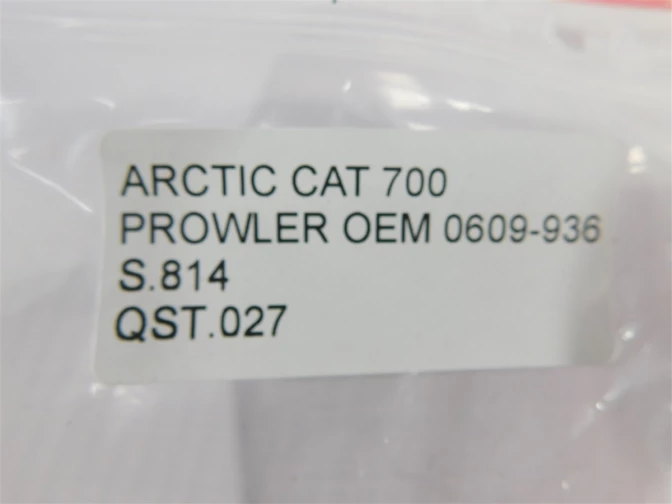 ARCTIC CAT 700
PROWLER OEM 0609-936
S.814
QST.027